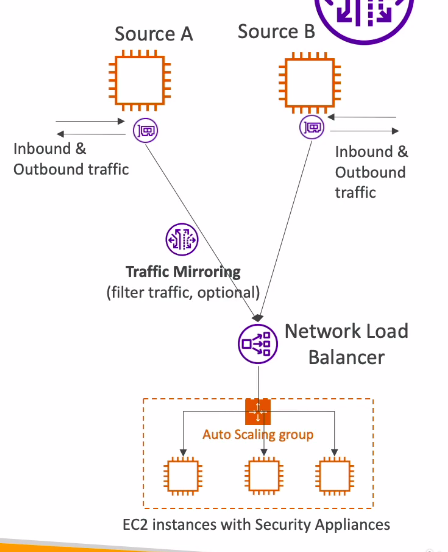 Source A
Source B
Inbound &
Outbound traffic
Inbound &
Outbound
traffic
Traffic Mirroring
(filter traffic, optional)
Network Load
Balancer
Auto Scaling group
EC2 instances with Security Appliances